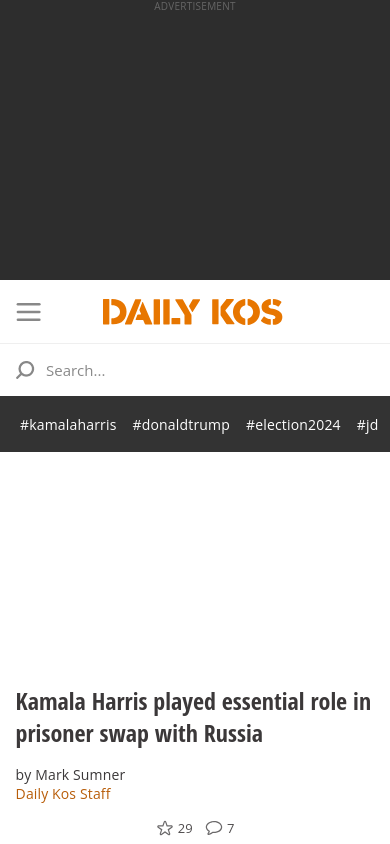 ADVERTISEMENT
DAILY KOS
Search...
#kamalaharris #donaldtrump #election2024 #jd
Kamala Harris played essential role in
prisoner swap with Russia
by Mark Sumner
Daily Kos Staff
29 7